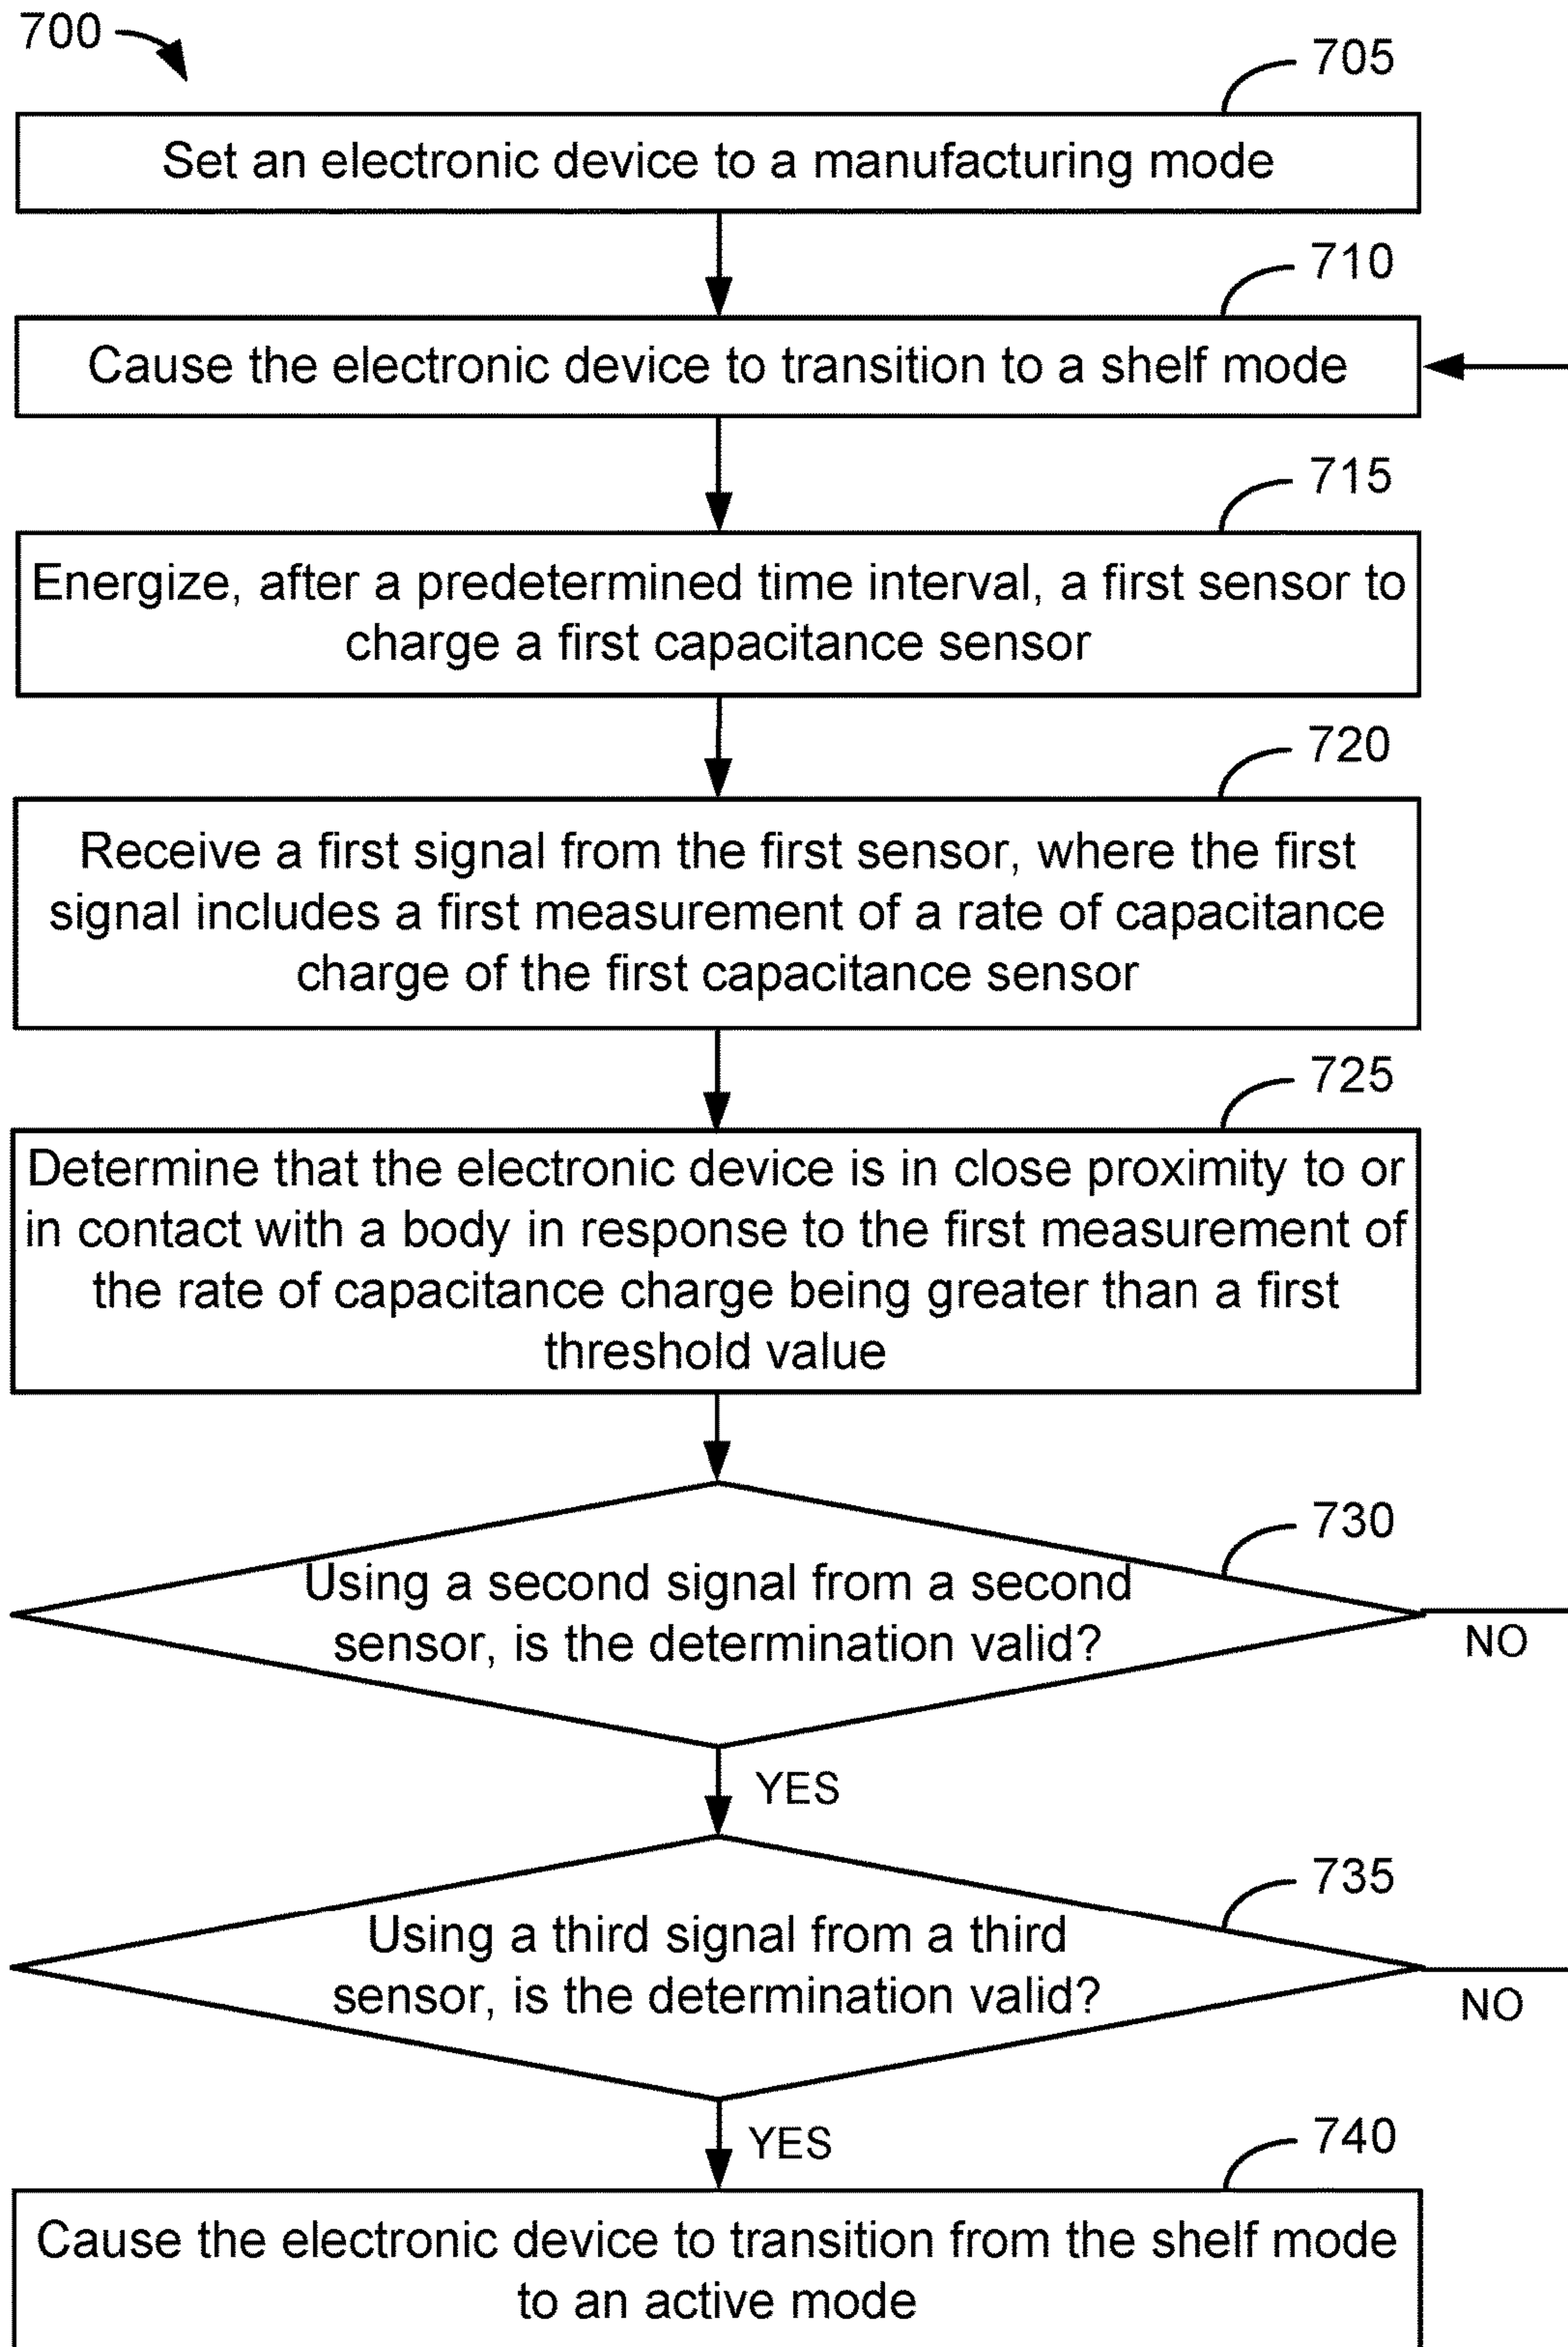 700
705
Set an electronic device to a manufacturing mode
710
Cause the electronic device to transition to a shelf mode
715
Energize, after a predetermined time interval, a first sensor to
charge a first capacitance sensor
720
Receive a first signal from the first sensor, where the first
signal includes a first measurement of a rate of capacitance
charge of the first capacitance sensor
725
Determine that the electronic device is in close proximity to or
in contact with a body in response to the first measurement of
the rate of capacitance charge being greater than a first
threshold value
730
Using a second signal from a second
sensor, is the determination valid?
NO
YES
735
Using a third signal from a third
sensor, is the determination valid?
NO
YES
740
Cause the electronic device to transition from the shelf mode
to an active mode